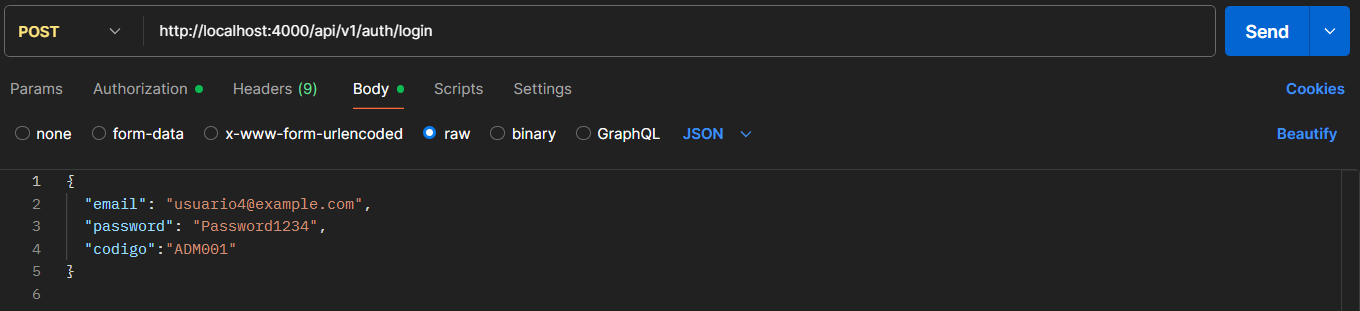 POST http://localhost:4000/api/v1/auth/login Send
Params Authorization Headers (9) Body Scripts Settings Cookies
none form-data x-www-form-urlencoded raw binary GraphQL JSON Beautify
1 {
2 "email": "usuario4@example.com",
3 "password": "Password1234",
4 "codigo":"ADM001"
5 }
6